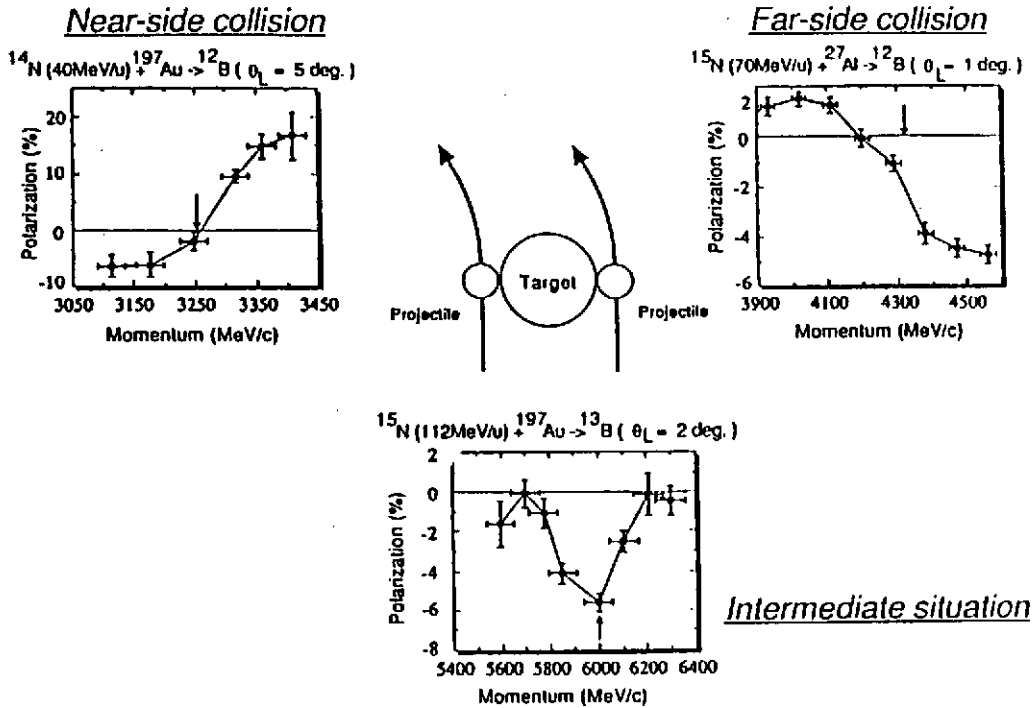 Near-side collision
14N (40MeV/u) + 197Au -> 12B ( θL = 5 deg. )
Polarization (%)
20
10
0
-10
3050 3150 3250 3350 3450
Momentum (MeV/c)
Far-side collision
15N (70MeV/u) + 27Al -> 12B ( θL = 1 deg. )
Polarization (%)
2
0
-2
-4
-6
3900 4100 4300 4500
Momentum (MeV/c)
Target
Projectile
Projectile
15N (112MeV/u) + 197Au -> 13B ( θL = 2 deg. )
Polarization (%)
2
0
-2
-4
-6
-8
5400 5600 5800 6000 6200 6400
Momentum (MeV/c)
Intermediate situation